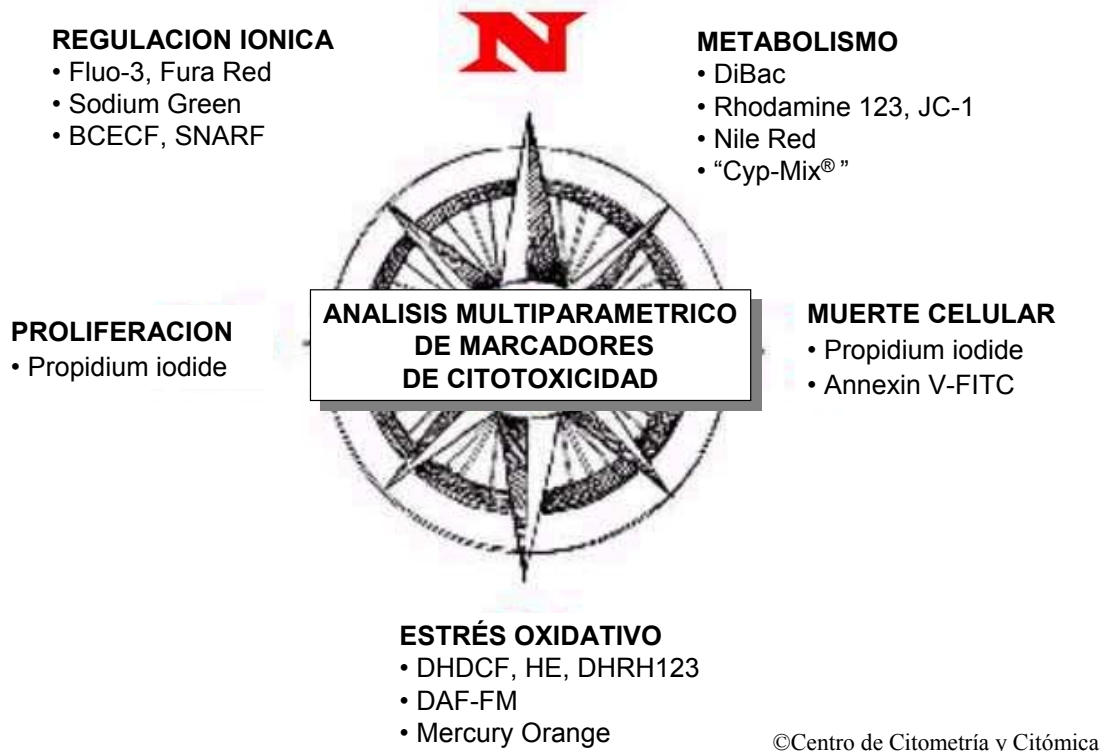 N
REGULACION IONICA
• Fluo-3, Fura Red
• Sodium Green
• BCECF, SNARF
METABOLISMO
• DiBac
• Rhodamine 123, JC-1
• Nile Red
• “Cyp-Mix® ”
PROLIFERACION
• Propidium iodide
ANALISIS MULTIPARAMETRICO
DE MARCADORES
DE CITOTOXICIDAD
MUERTE CELULAR
• Propidium iodide
• Annexin V-FITC
ESTRÉS OXIDATIVO
• DHDCF, HE, DHRH123
• DAF-FM
• Mercury Orange
©Centro de Citometría y Citómica